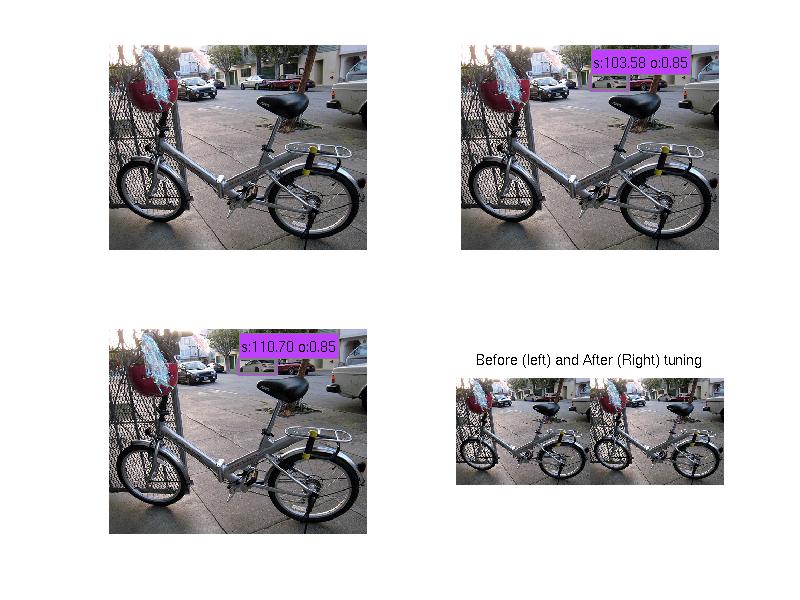 s:103.58 o:0.85
s:110.70 o:0.85
Before (left) and After (Right) tuning